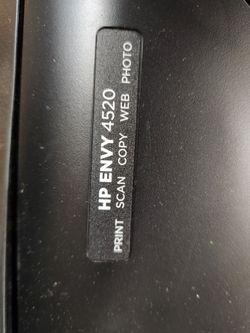 HP ENVY 4520
PRINT SCAN COPY WEB PHOTO